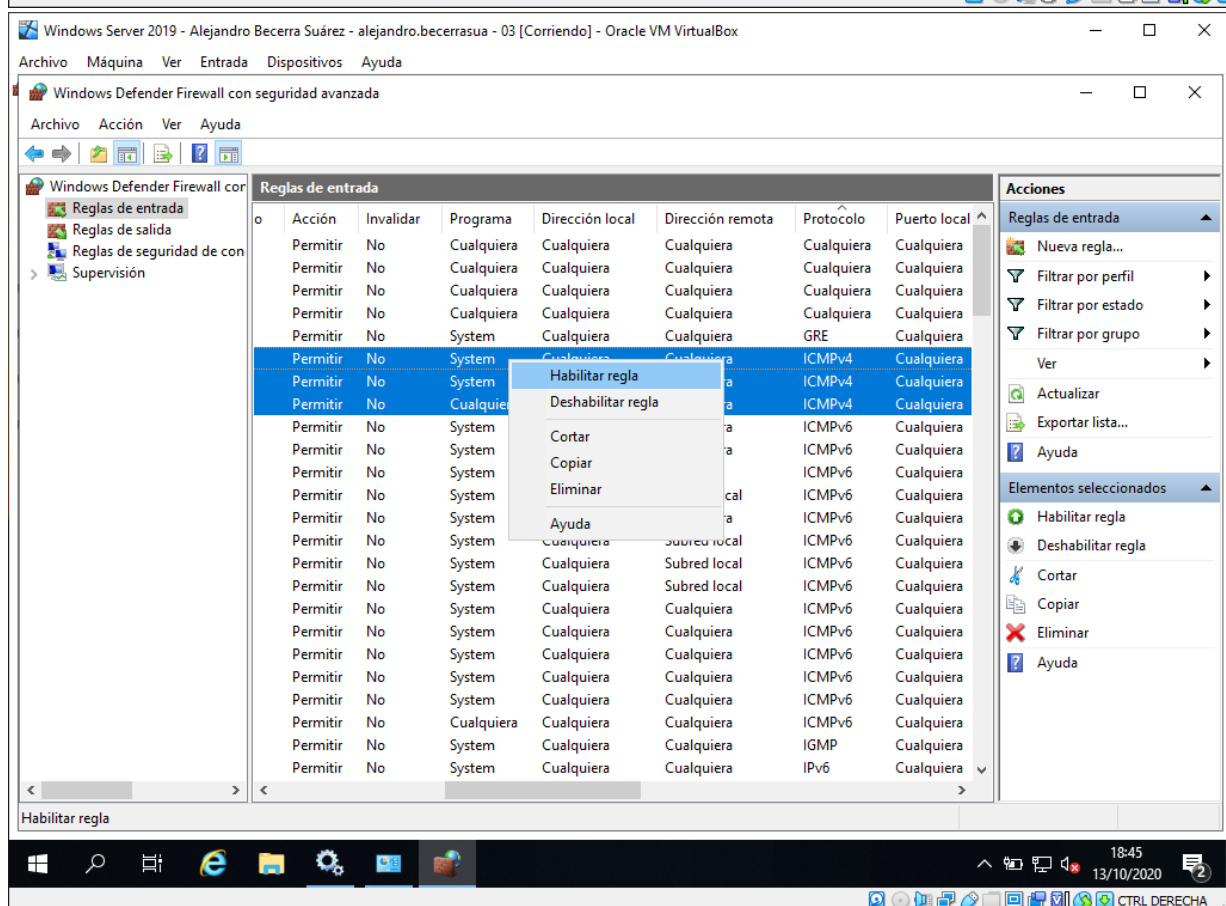 Windows Server 2019 - Alejandro Becerra Suárez - alejandro.becerrasua - 03 [Corriendo] - Oracle VM VirtualBox
Archivo Máquina Ver Entrada Dispositivos Ayuda
Windows Defender Firewall con seguridad avanzada
Archivo Acción Ver Ayuda
Windows Defender Firewall con
Reglas de entrada
Reglas de salida
Reglas de seguridad de con
Supervisión
Reglas de entrada
o Acción Invalidar Programa Dirección local Dirección remota Protocolo Puerto local
Permitir No Cualquiera Cualquiera Cualquiera Cualquiera Cualquiera
Permitir No Cualquiera Cualquiera Cualquiera Cualquiera Cualquiera
Permitir No Cualquiera Cualquiera Cualquiera Cualquiera Cualquiera
Permitir No Cualquiera Cualquiera Cualquiera Cualquiera Cualquiera
Permitir No System Cualquiera Cualquiera GRE Cualquiera
Permitir No System Cualquiera Cualquiera ICMPv4 Cualquiera
Permitir No System ra ICMPv4 Cualquiera
Permitir No Cualquier ra ICMPv4 Cualquiera
Permitir No System ra ICMPv6 Cualquiera
Permitir No System ra ICMPv6 Cualquiera
Permitir No System ICMPv6 Cualquiera
Permitir No System cal ICMPv6 Cualquiera
Permitir No System ra ICMPv6 Cualquiera
Permitir No System Cualquiera Subred local ICMPv6 Cualquiera
Permitir No System Cualquiera Subred local ICMPv6 Cualquiera
Permitir No System Cualquiera Subred local ICMPv6 Cualquiera
Permitir No System Cualquiera Cualquiera ICMPv6 Cualquiera
Permitir No System Cualquiera Cualquiera ICMPv6 Cualquiera
Permitir No System Cualquiera Cualquiera ICMPv6 Cualquiera
Permitir No System Cualquiera Cualquiera ICMPv6 Cualquiera
Permitir No System Cualquiera Cualquiera ICMPv6 Cualquiera
Permitir No Cualquiera Cualquiera Cualquiera ICMPv6 Cualquiera
Permitir No System Cualquiera Cualquiera IGMP Cualquiera
Permitir No System Cualquiera Cualquiera IPv6 Cualquiera
Habilitar regla
Deshabilitar regla
Cortar
Copiar
Eliminar
Ayuda
Acciones
Reglas de entrada
Nueva regla...
Filtrar por perfil
Filtrar por estado
Filtrar por grupo
Ver
Actualizar
Exportar lista...
Ayuda
Elementos seleccionados
Habilitar regla
Deshabilitar regla
Cortar
Copiar
Eliminar
Ayuda
Habilitar regla
18:45
13/10/2020
2
CTRL DERECHA